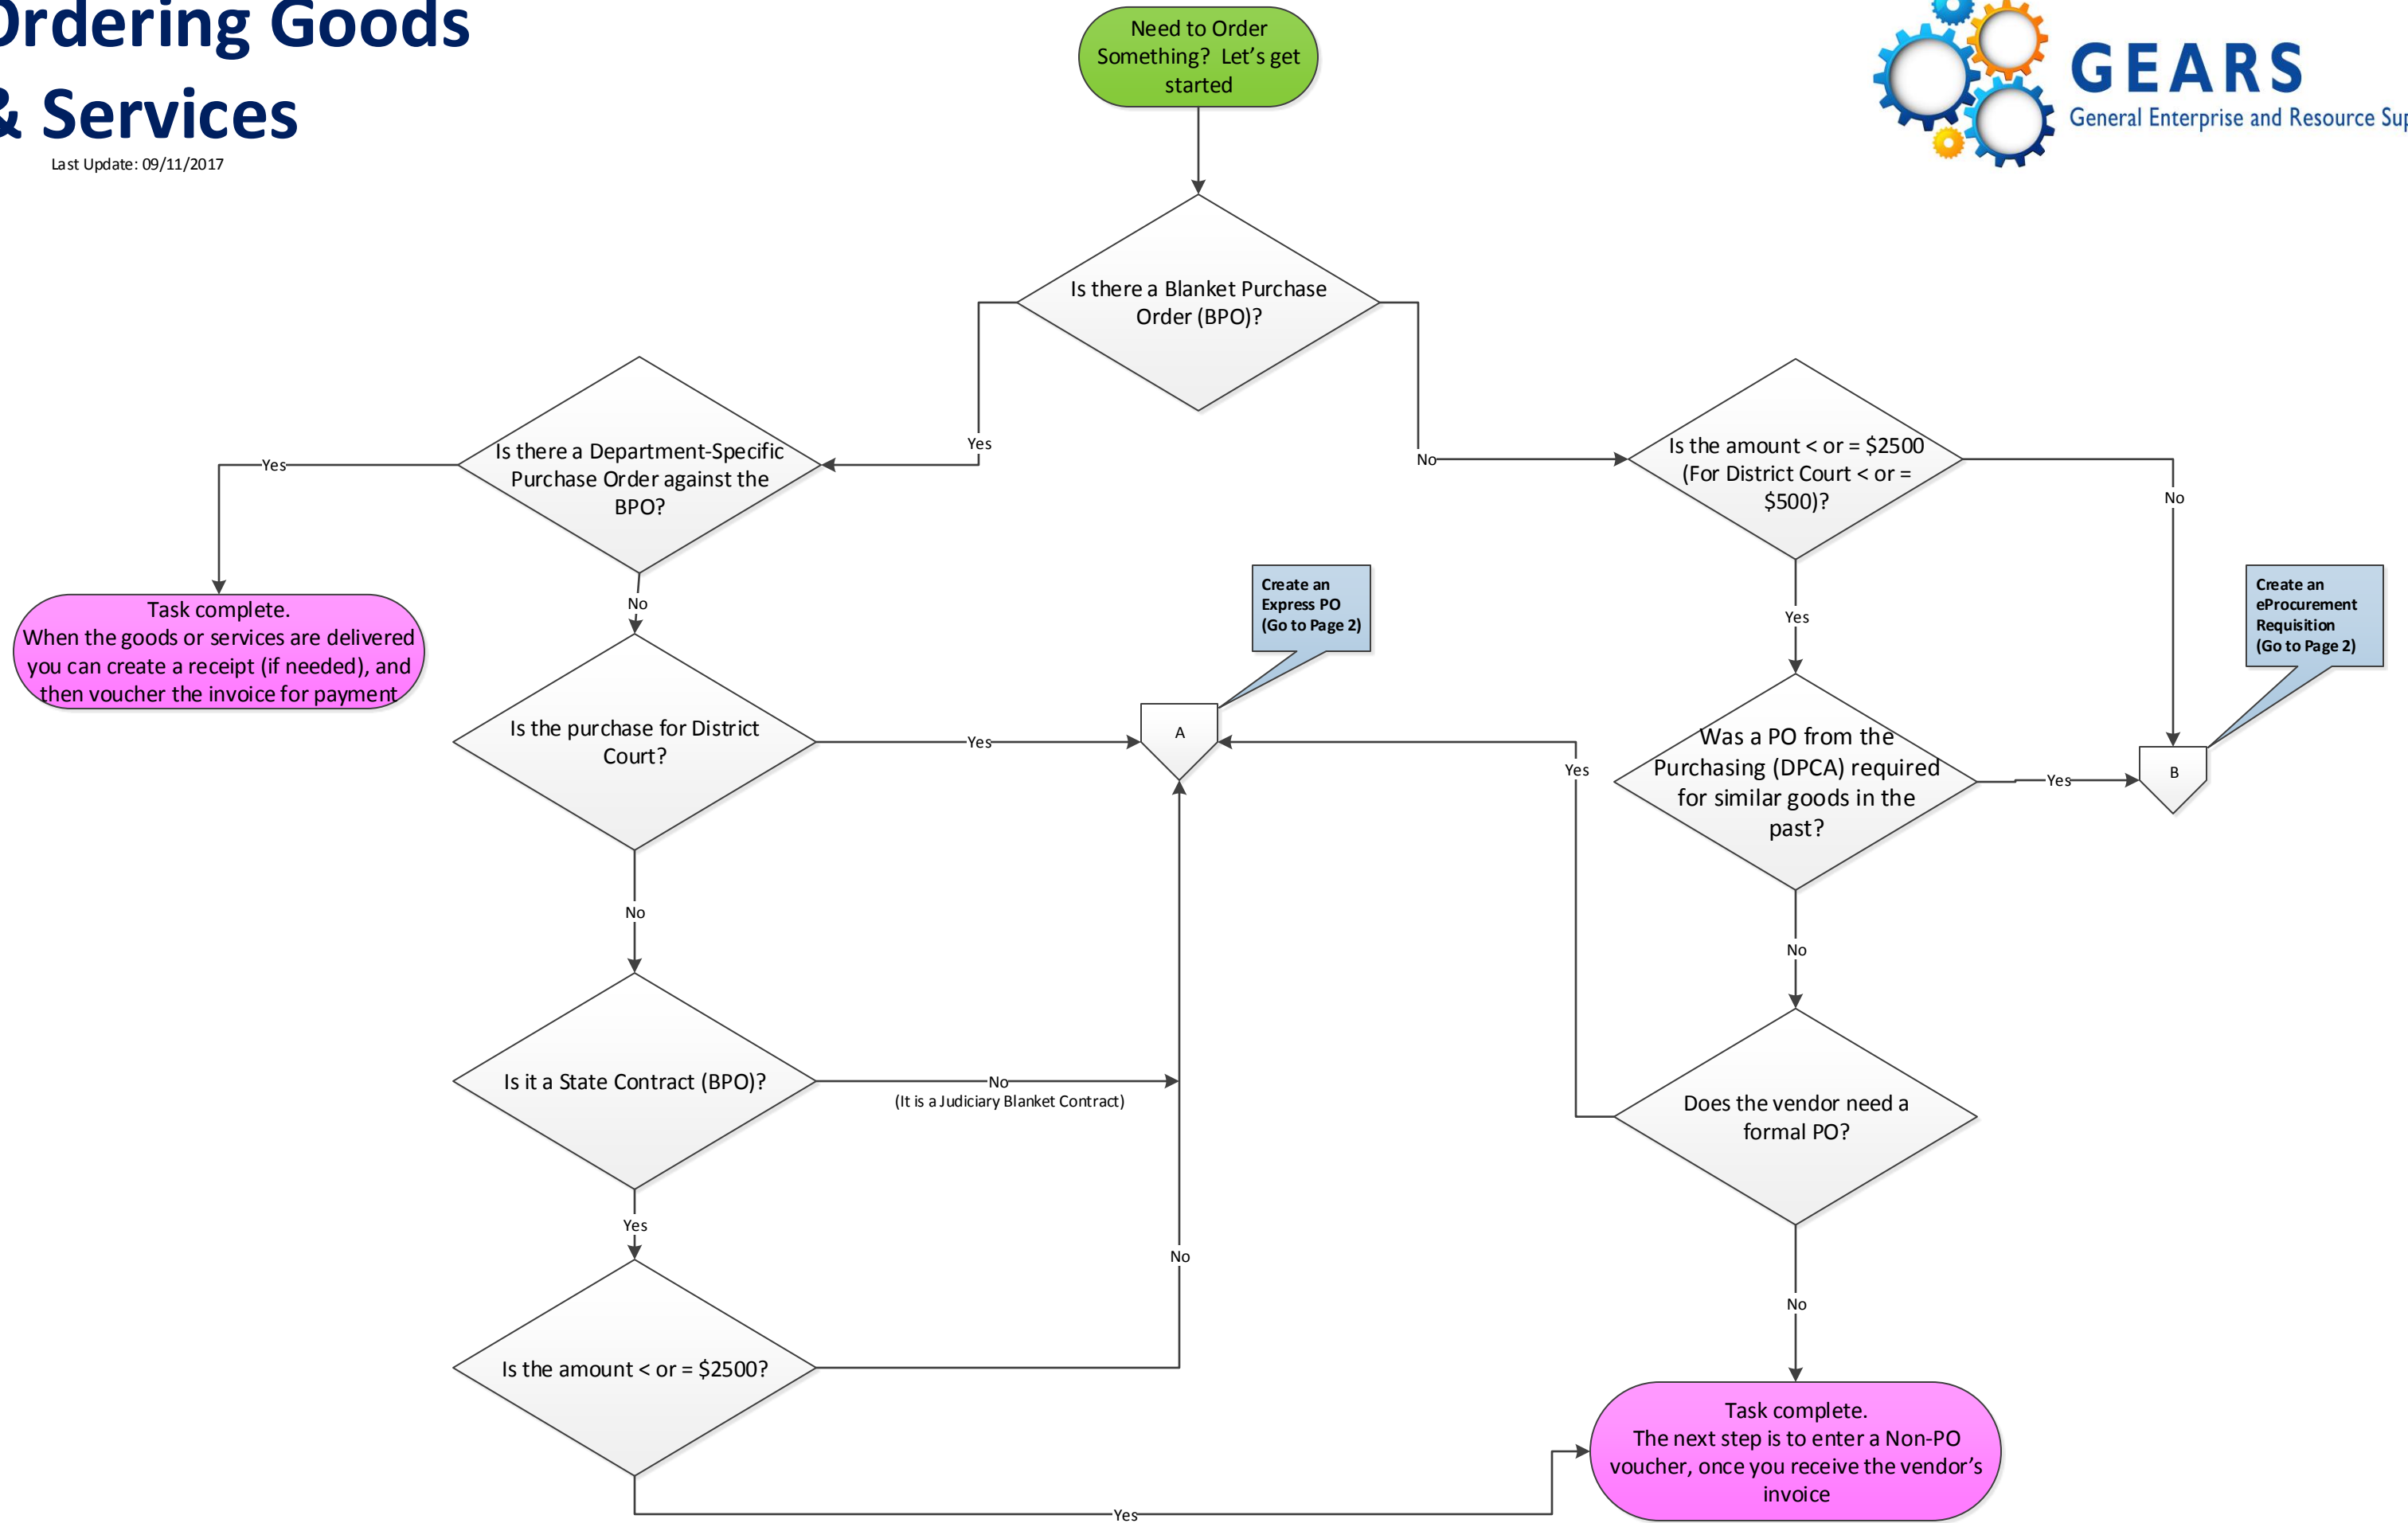 Ordering Goods
& Services
Last Update: 09/11/2017
GEARS
General Enterprise and Resource Sup
Need to Order
Something? Let's get
started
Is there a Blanket Purchase
Order (BPO)?
Yes
No
Is there a Department-Specific
Purchase Order against the
BPO?
Yes
No
Is the amount < or = $2500
(For District Court < or =
$500)?
No
Yes
Task complete.
When the goods or services are delivered
you can create a receipt (if needed), and
then voucher the invoice for payment
Create an
Express PO
(Go to Page 2)
Create an
eProcurement
Requisition
(Go to Page 2)
Is the purchase for District
Court?
Yes
No
A
Yes
Was a PO from the
Purchasing (DPCA) required
for similar goods in the
past?
Yes
No
B
Is it a State Contract (BPO)?
No
(It is a Judiciary Blanket Contract)
Yes
Does the vendor need a
formal PO?
No
No
Is the amount < or = $2500?
Yes
Task complete.
The next step is to enter a Non-PO
voucher, once you receive the vendor's
invoice